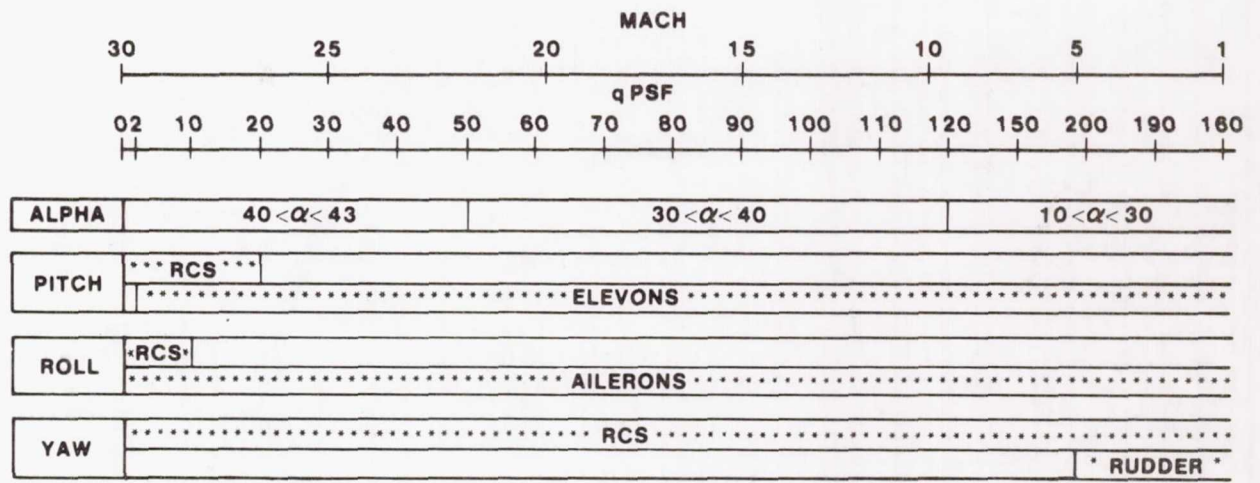 MACH
30 25 20 15 10 5 1
q PSF
0 2 10 20 30 40 50 60 70 80 90 100 110 120 150 200 190 160
ALPHA 40<α<43 30<α<40 10<α<30
PITCH RCS
ELEVONS
ROLL RCS
AILERONS
YAW RCS
RUDDER